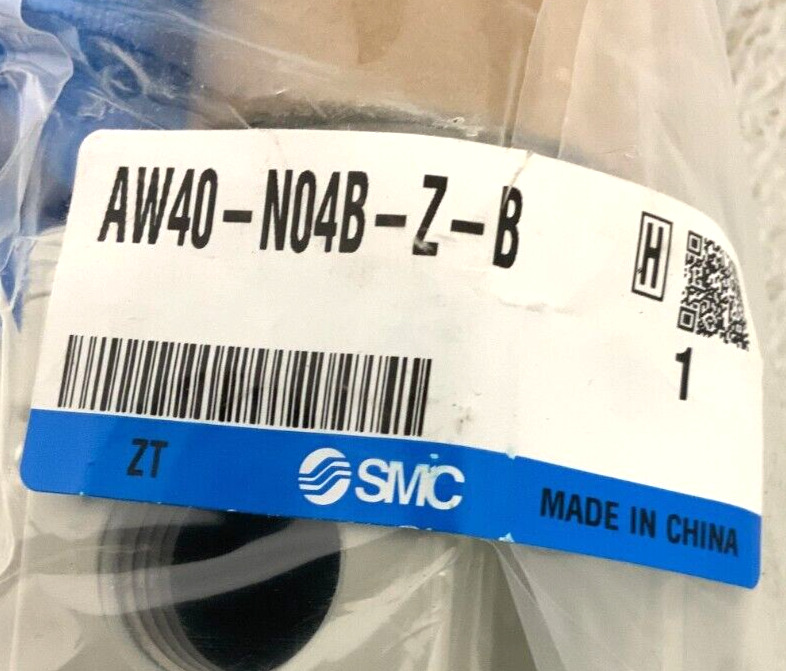 AW40-N04B-Z-B
H
1
ZT
SMC
MADE IN CHINA